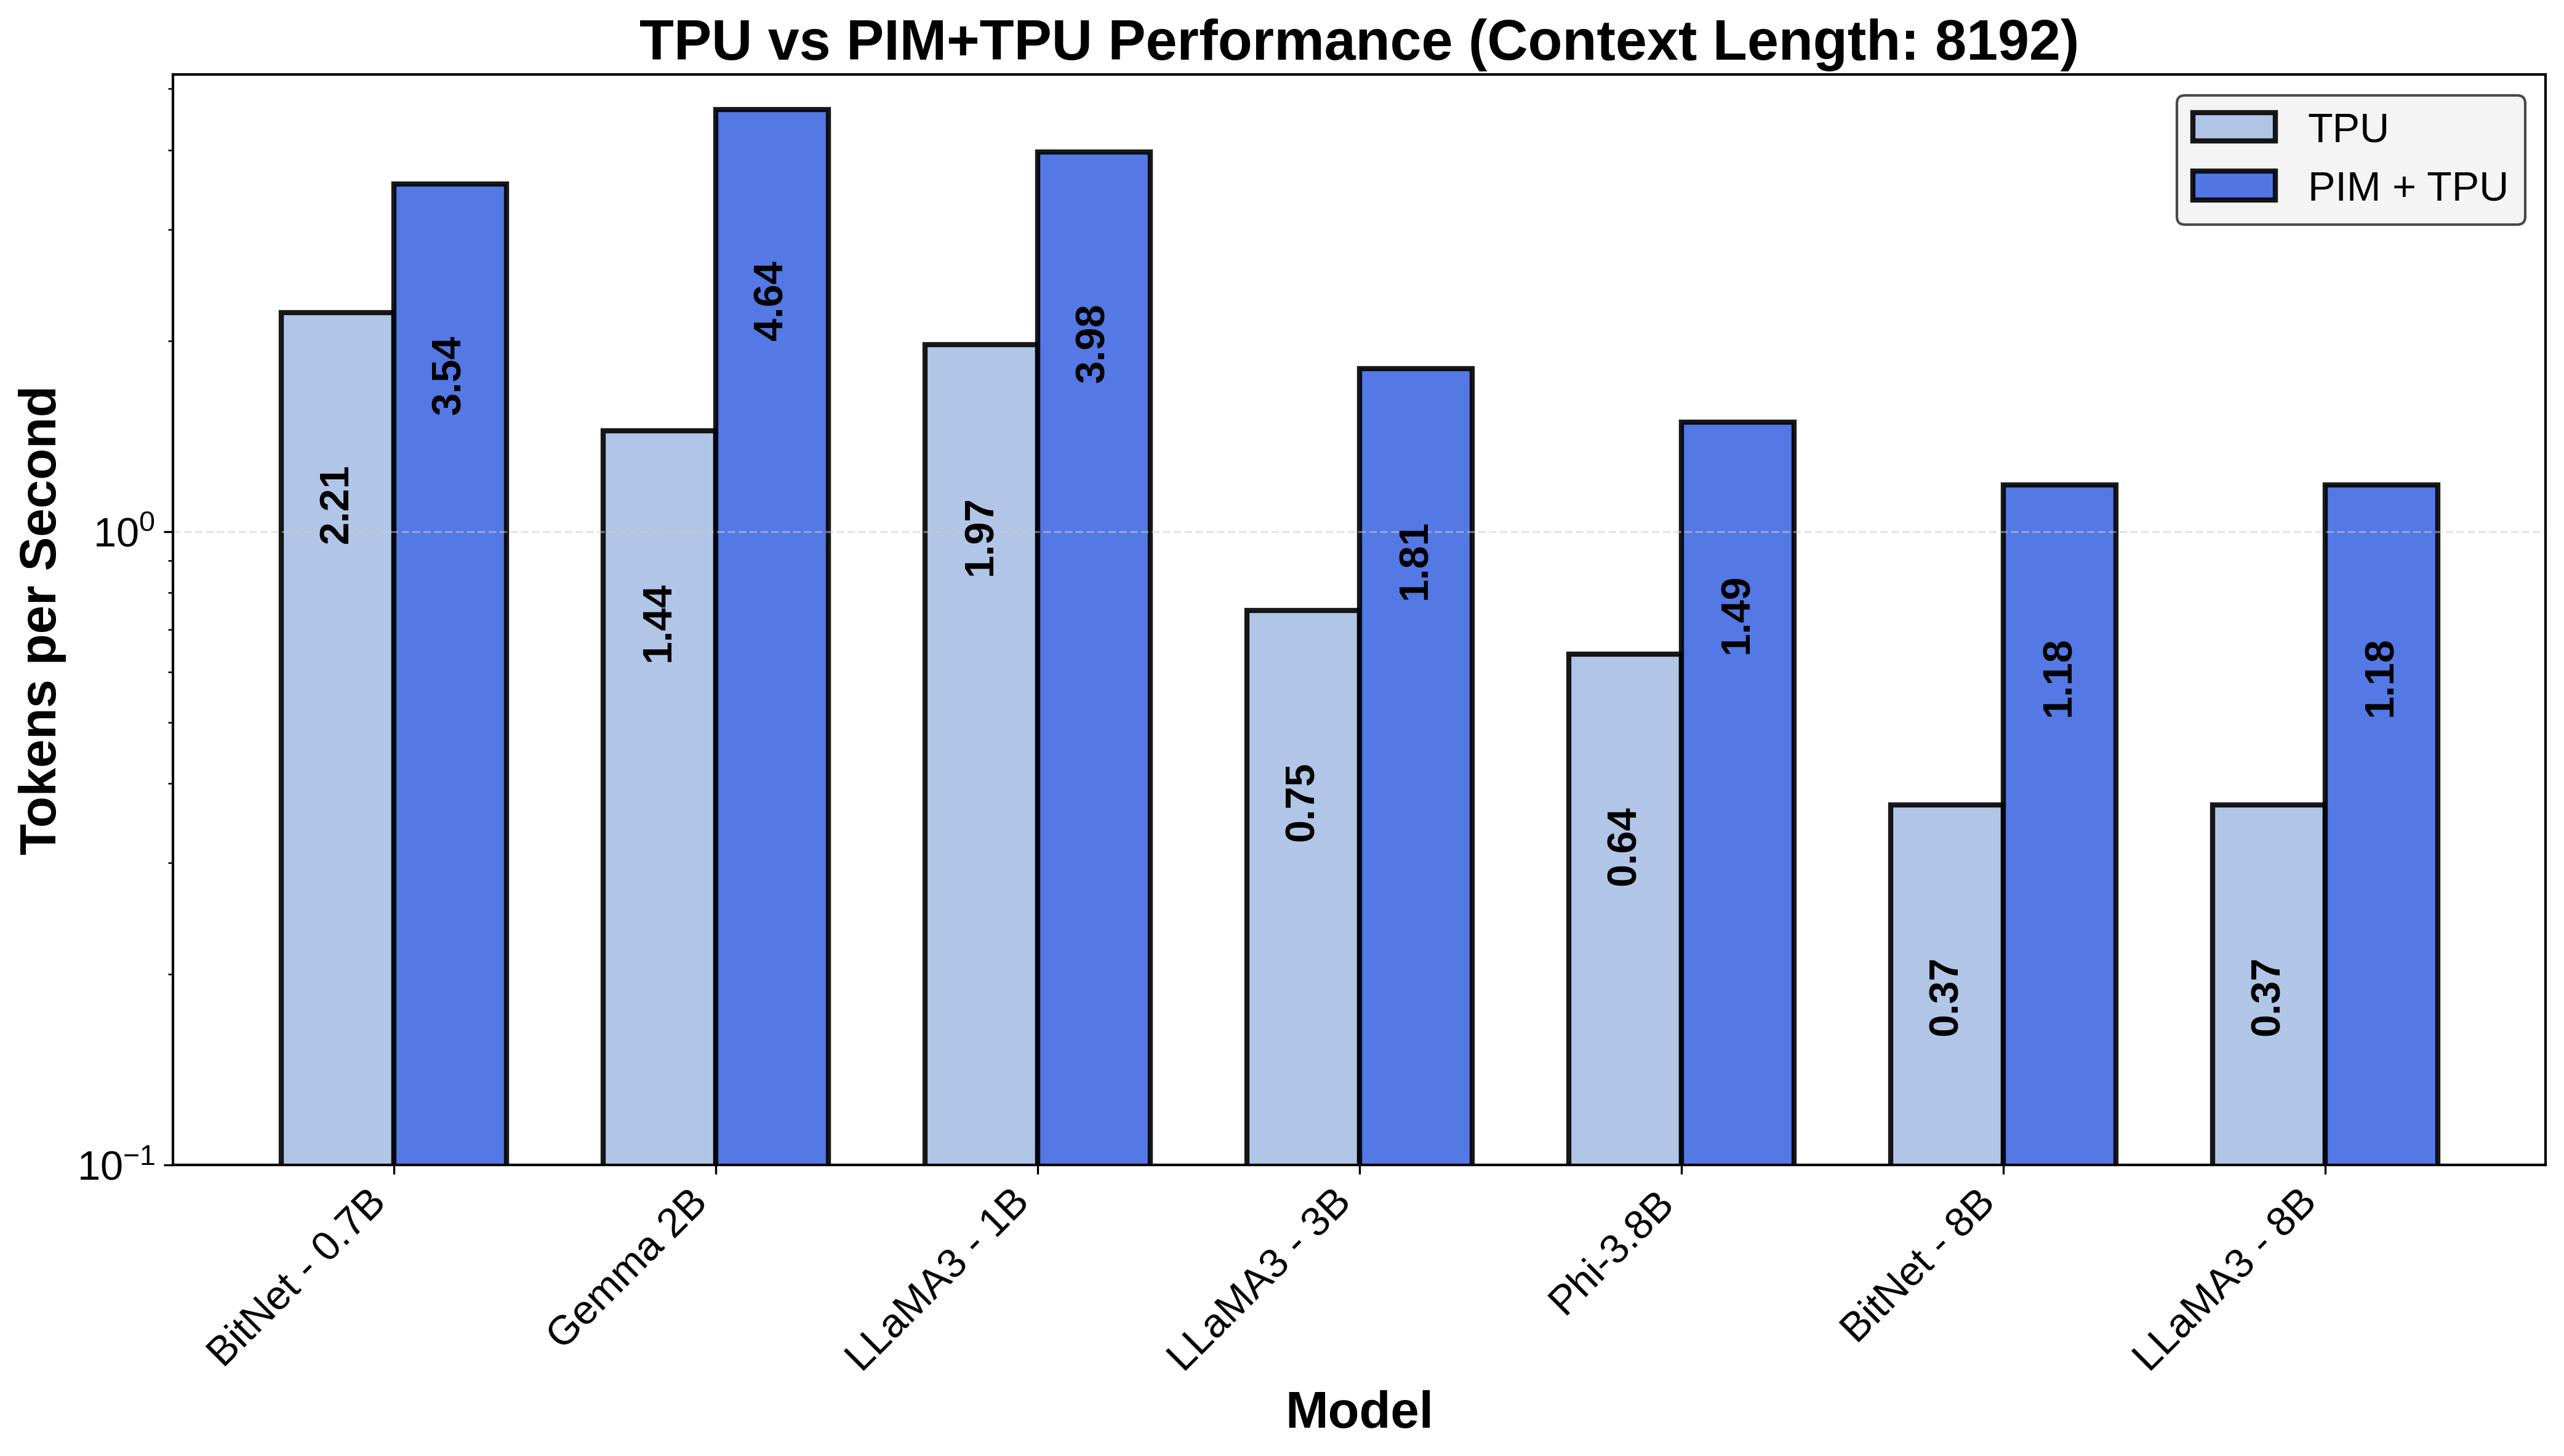 TPU vs PIM+TPU Performance (Context Length: 8192)
TPU
PIM + TPU
Tokens per Second
10⁰
10⁻¹
2.21
3.54
1.44
4.64
1.97
3.98
0.75
1.81
0.64
1.49
0.37
1.18
0.37
1.18
BitNet - 0.7B
Gemma 2B
LLaMA3 - 1B
LLaMA3 - 3B
Phi-3.8B
BitNet - 8B
LLaMA3 - 8B
Model